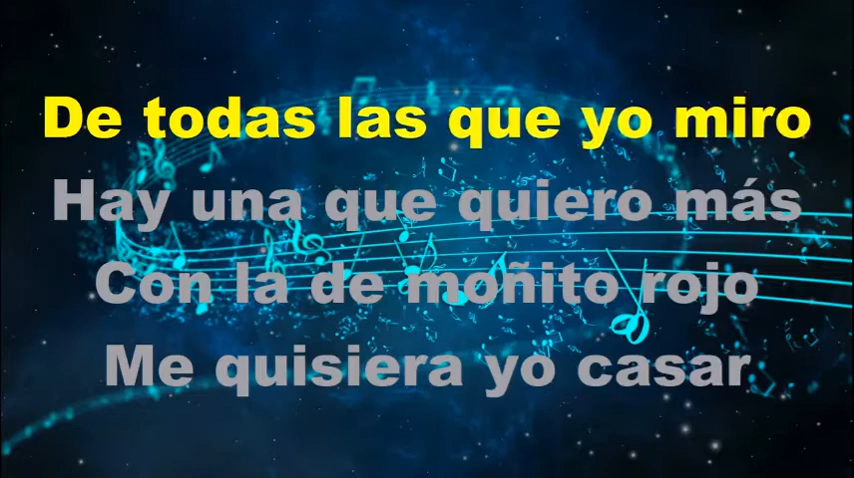 De todas las que yo miro
Hay una que quiero más
Con la de moñito rojo
Me quisiera yo casar